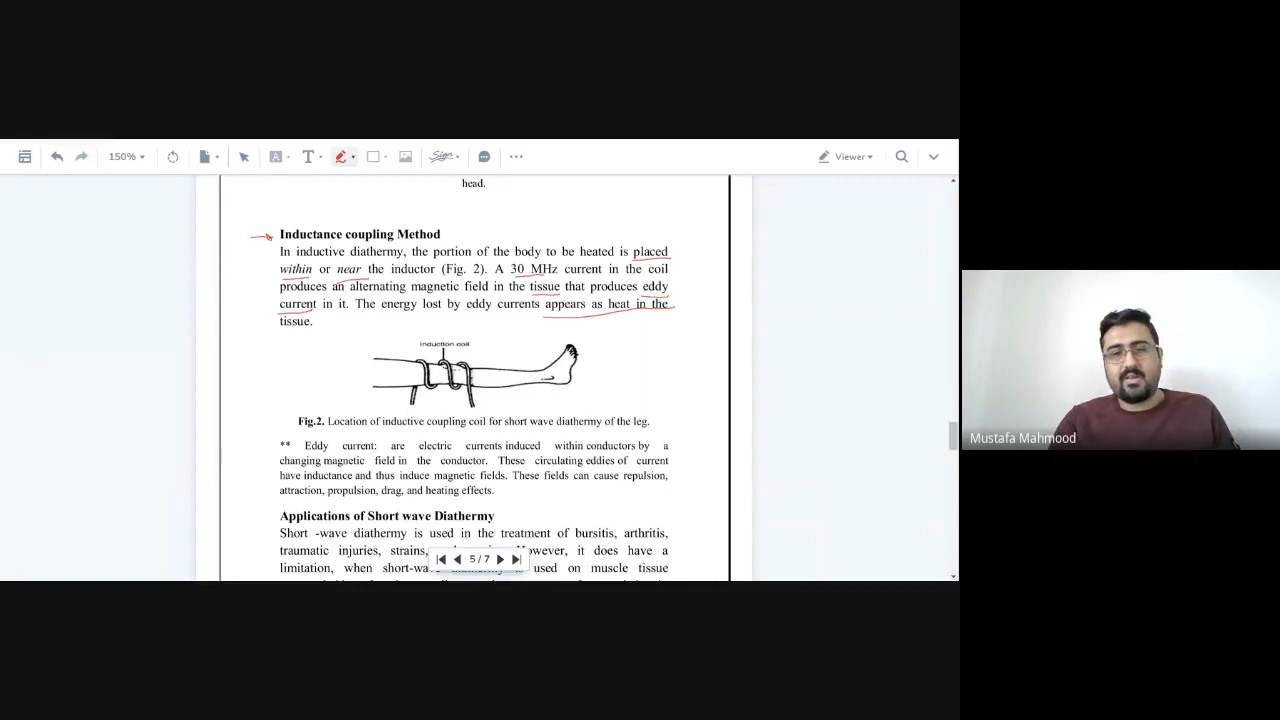 150%
T
Sign
Viewer
head.
Inductance coupling Method
In inductive diathermy, the portion of the body to be heated is placed
within or near the inductor (Fig. 2). A 30 MHz current in the coil
produces an alternating magnetic field in the tissue that produces eddy
current in it. The energy lost by eddy currents appears as heat in the
tissue.
Induction coil
Fig.2. Location of inductive coupling coil for short wave diathermy of the leg.
** Eddy current: are electric currents induced within conductors by a
changing magnetic field in the conductor. These circulating eddies of current
have inductance and thus induce magnetic fields. These fields can cause repulsion,
attraction, propulsion, drag, and heating effects.
Applications of Short wave Diathermy
Short -wave diathermy is used in the treatment of bursitis, arthritis,
traumatic injuries, strains, does have a
limitation, when used on muscle tissue
5 / 7
Mustafa Mahmood